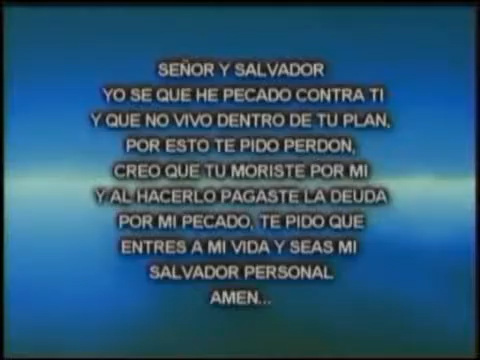 SEÑOR Y SALVADOR
YO SE QUE HE PECADO CONTRA TI
Y QUE NO VIVO DENTRO DE TU PLAN,
POR ESTO TE PIDO PERDON,
CREO QUE TU MORISTE POR MI
Y AL HACERLO PAGASTE LA DEUDA
POR MI PECADO, TE PIDO QUE
ENTRES A MI VIDA Y SEAS MI
SALVADOR PERSONAL
AMEN...